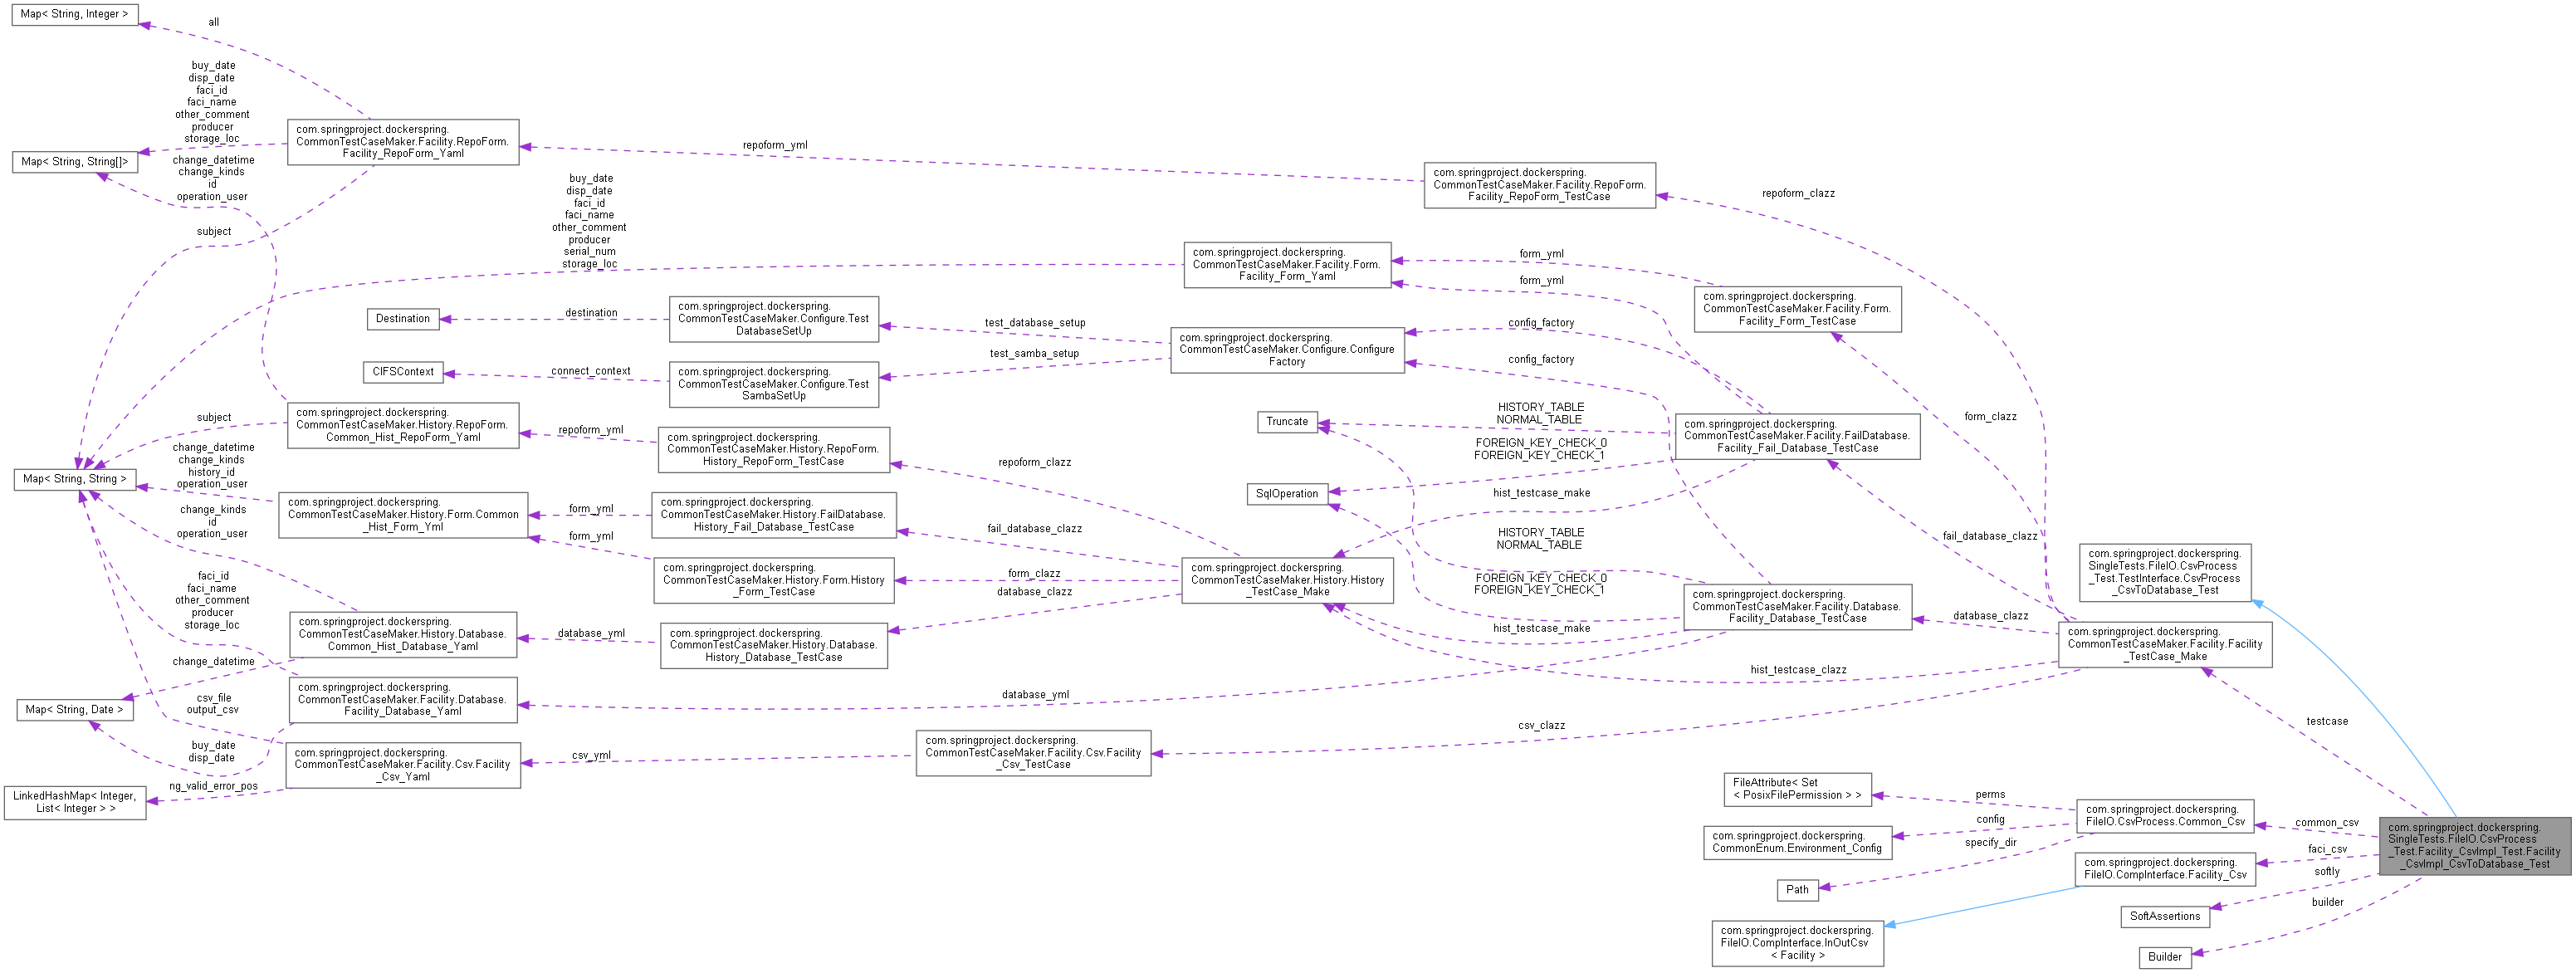 Map< String, Integer >
all
buy_date
disp_date
faci_id
faci_name
other_comment
producer
storage_loc
com.springproject.dockerspring.
CommonTestCaseMaker.Facility.RepoForm.
Facility_RepoForm_Yaml
Map< String, String[]>
change_datetime
change_kinds
id
operation_user
repoform_yml
com.springproject.dockerspring.
CommonTestCaseMaker.Facility.RepoForm.
Facility_RepoForm_TestCase
repoform_clazz
subject
buy_date
disp_date
faci_id
faci_name
other_comment
producer
serial_num
storage_loc
com.springproject.dockerspring.
CommonTestCaseMaker.Facility.Form.
Facility_Form_Yaml
form_yml
form_yml
com.springproject.dockerspring.
CommonTestCaseMaker.Facility.Form.
Facility_Form_TestCase
Destination
destination
com.springproject.dockerspring.
CommonTestCaseMaker.Configure.Test
DatabaseSetUp
test_database_setup
config_factory
com.springproject.dockerspring.
CommonTestCaseMaker.Configure.Configure
Factory
test_samba_setup
config_factory
CIFSContext
connect_context
com.springproject.dockerspring.
CommonTestCaseMaker.Configure.Test
SambaSetUp
com.springproject.dockerspring.
CommonTestCaseMaker.History.RepoForm.
Common_Hist_RepoForm_Yaml
subject
repoform_yml
com.springproject.dockerspring.
CommonTestCaseMaker.History.RepoForm.
History_RepoForm_TestCase
repoform_clazz
Truncate
HISTORY_TABLE
NORMAL_TABLE
com.springproject.dockerspring.
CommonTestCaseMaker.Facility.FailDatabase.
Facility_Fail_Database_TestCase
form_clazz
FOREIGN_KEY_CHECK_0
FOREIGN_KEY_CHECK_1
SqlOperation
hist_testcase_make
Map< String, String >
change_datetime
change_kinds
history_id
operation_user
com.springproject.dockerspring.
CommonTestCaseMaker.History.Form.Common
_Hist_Form_Yml
form_yml
com.springproject.dockerspring.
CommonTestCaseMaker.History.FailDatabase.
History_Fail_Database_TestCase
fail_database_clazz
change_kinds
id
operation_user
form_yml
com.springproject.dockerspring.
CommonTestCaseMaker.History.Form.History
_Form_TestCase
form_clazz
database_clazz
com.springproject.dockerspring.
CommonTestCaseMaker.History.History
_TestCase_Make
HISTORY_TABLE
NORMAL_TABLE
fail_database_clazz
com.springproject.dockerspring.
SingleTests.FileIO.CsvProcess
_Test.TestInterface.CsvProcess
_CsvToDatabase_Test
FOREIGN_KEY_CHECK_0
FOREIGN_KEY_CHECK_1
com.springproject.dockerspring.
CommonTestCaseMaker.Facility.Database.
Facility_Database_TestCase
database_clazz
hist_testcase_make
faci_id
faci_name
other_comment
producer
storage_loc
com.springproject.dockerspring.
CommonTestCaseMaker.History.Database.
Common_Hist_Database_Yaml
database_yml
com.springproject.dockerspring.
CommonTestCaseMaker.History.Database.
History_Database_TestCase
com.springproject.dockerspring.
CommonTestCaseMaker.Facility.Facility
_TestCase_Make
hist_testcase_clazz
change_datetime
Map< String, Date >
com.springproject.dockerspring.
CommonTestCaseMaker.Facility.Database.
Facility_Database_Yaml
database_yml
csv_file
output_csv
buy_date
disp_date
com.springproject.dockerspring.
CommonTestCaseMaker.Facility.Csv.Facility
_Csv_Yaml
csv_yml
com.springproject.dockerspring.
CommonTestCaseMaker.Facility.Csv.Facility
_Csv_TestCase
csv_clazz
testcase
ng_valid_error_pos
LinkedHashMap< Integer,
List< Integer > >
FileAttribute< Set
< PosixFilePermission > >
perms
com.springproject.dockerspring.
FileIO.CsvProcess.Common_Csv
common_csv
config
com.springproject.dockerspring.
CommonEnum.Environment_Config
specify_dir
com.springproject.dockerspring.
SingleTests.FileIO.CsvProcess
_Test.Facility_CsvImpl_Test.Facility
_CsvImpl_CsvToDatabase_Test
faci_csv
com.springproject.dockerspring.
FileIO.CompInterface.Facility_Csv
softly
Path
builder
SoftAssertions
com.springproject.dockerspring.
FileIO.CompInterface.InOutCsv
< Facility >
Builder